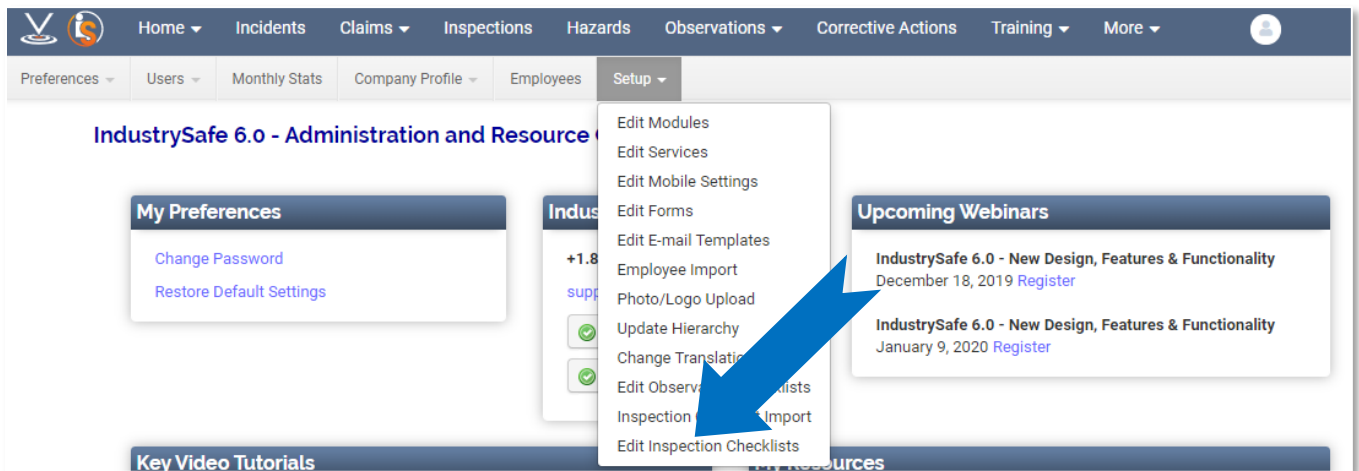 Home Incidents Claims Inspections Hazards Observations Corrective Actions Training More
Preferences Users Monthly Stats Company Profile Employees Setup
IndustrySafe 6.0 - Administration and Resource
Edit Modules
Edit Services
Edit Mobile Settings
Edit Forms
Edit E-mail Templates
Employee Import
Photo/Logo Upload
Update Hierarchy
Change
Edit
Inspection Import
Edit Inspection Checklists
My Preferences
Change Password
Restore Default Settings
Indus
+1.8
supp
Upcoming Webinars
IndustrySafe 6.0 - New Design, Features & Functionality
December 18, 2019 Register
IndustrySafe 6.0 - New Design, Features & Functionality
January 9, 2020 Register
Key Video Tutorials
My Resources